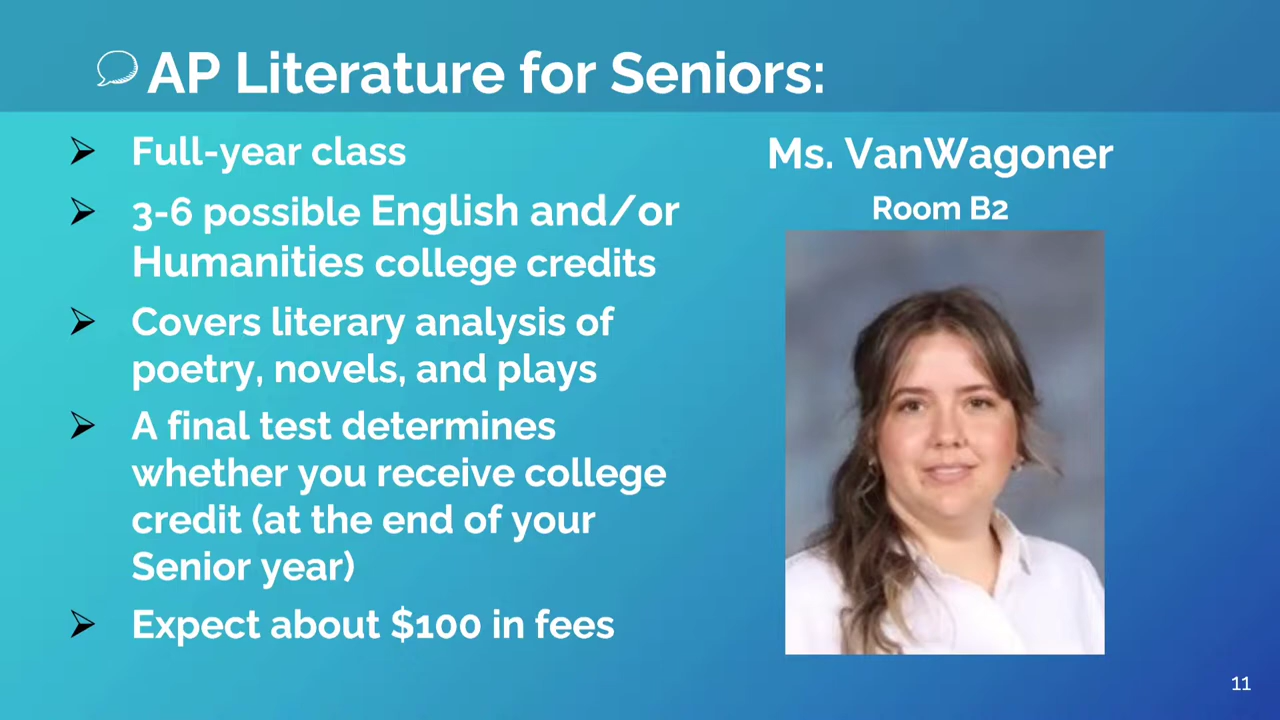 AP Literature for Seniors:
Full-year class
3-6 possible English and/or
Humanities college credits
Covers literary analysis of
poetry, novels, and plays
A final test determines
whether you receive college
credit (at the end of your
Senior year)
Expect about $100 in fees
Ms. VanWagoner
Room B2
11